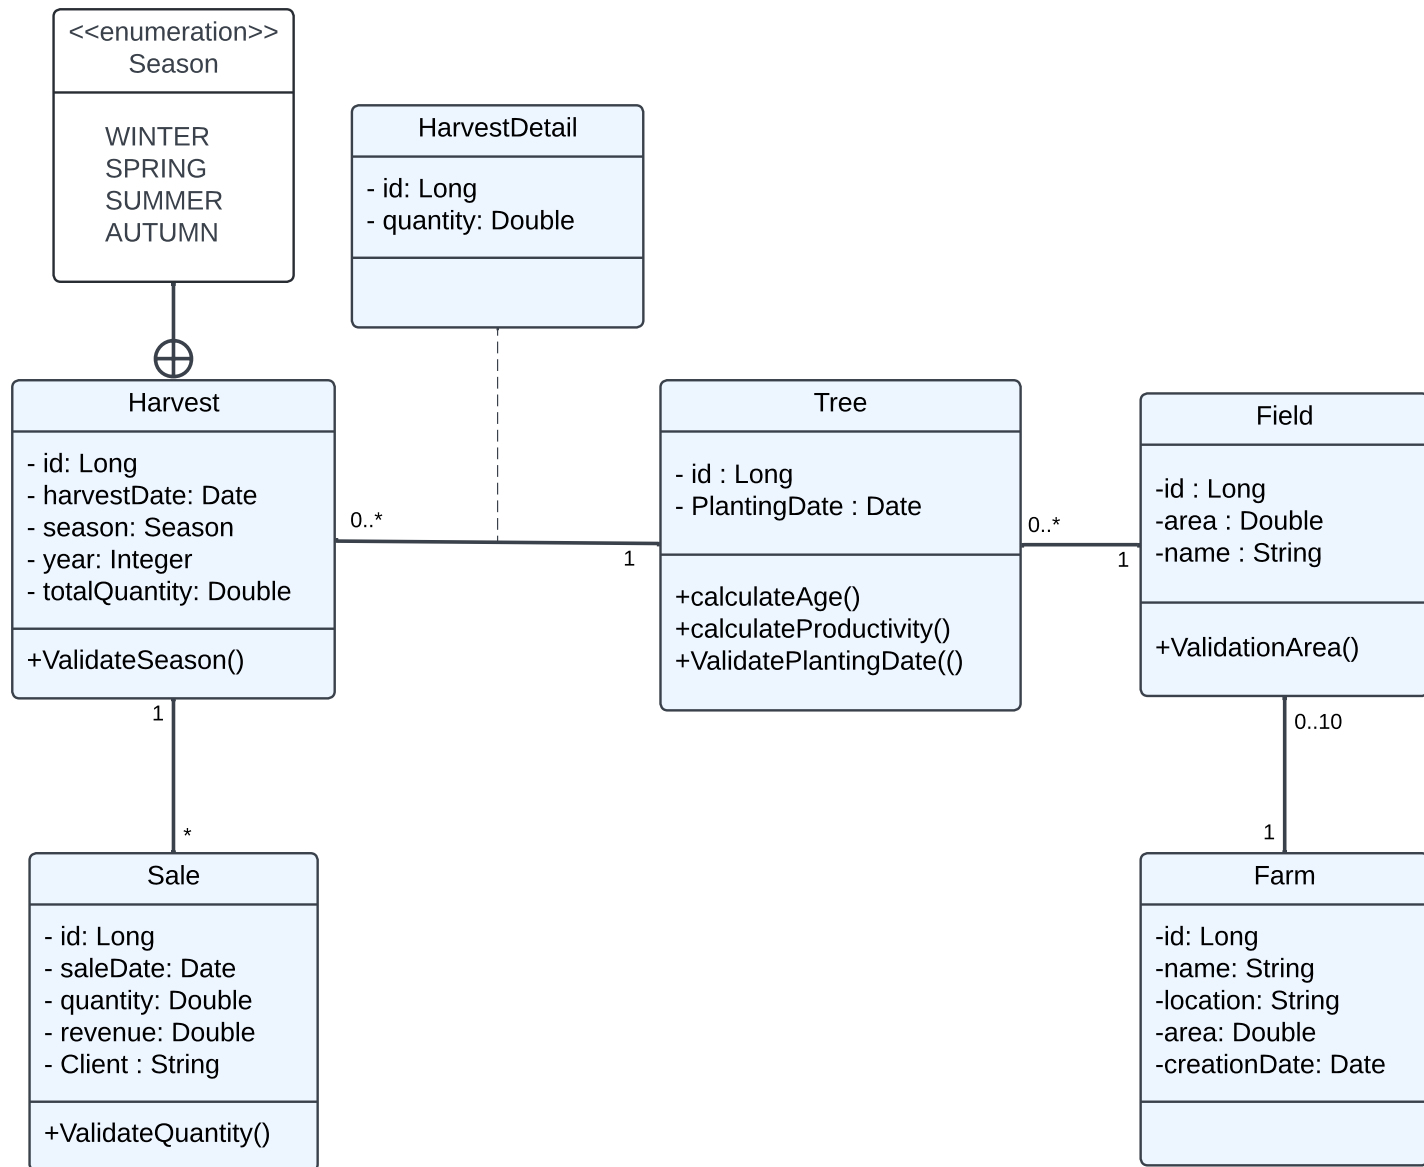 <<enumeration>>
Season
WINTER
SPRING
SUMMER
AUTUMN
HarvestDetail
- id: Long
- quantity: Double
Harvest
- id: Long
- harvestDate: Date
- season: Season
- year: Integer
- totalQuantity: Double
+ValidateSeason()
0..*
1
Tree
- id : Long
- PlantingDate : Date
+calculateAge()
+calculateProductivity()
+ValidatePlantingDate(()
0..*
1
Field
-id : Long
-area : Double
-name : String
+ValidationArea()
1
*
0..10
1
Sale
- id: Long
- saleDate: Date
- quantity: Double
- revenue: Double
- Client : String
+ValidateQuantity()
Farm
-id: Long
-name: String
-location: String
-area: Double
-creationDate: Date